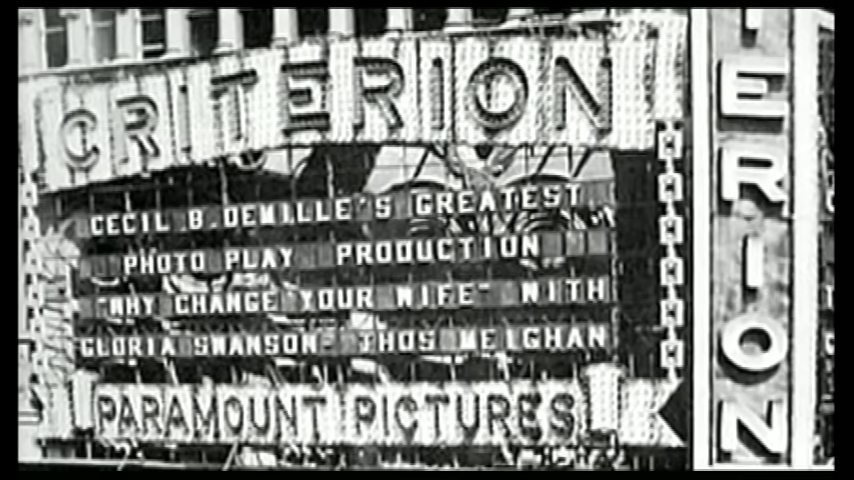 CRITERION
CECIL B. DEMILLE'S GREATEST
PHOTO PLAY PRODUCTION
"WHY CHANGE YOUR WIFE" WITH
GLORIA SWANSON - THOS MEIGHAN
PARAMOUNT PICTURES
TERION